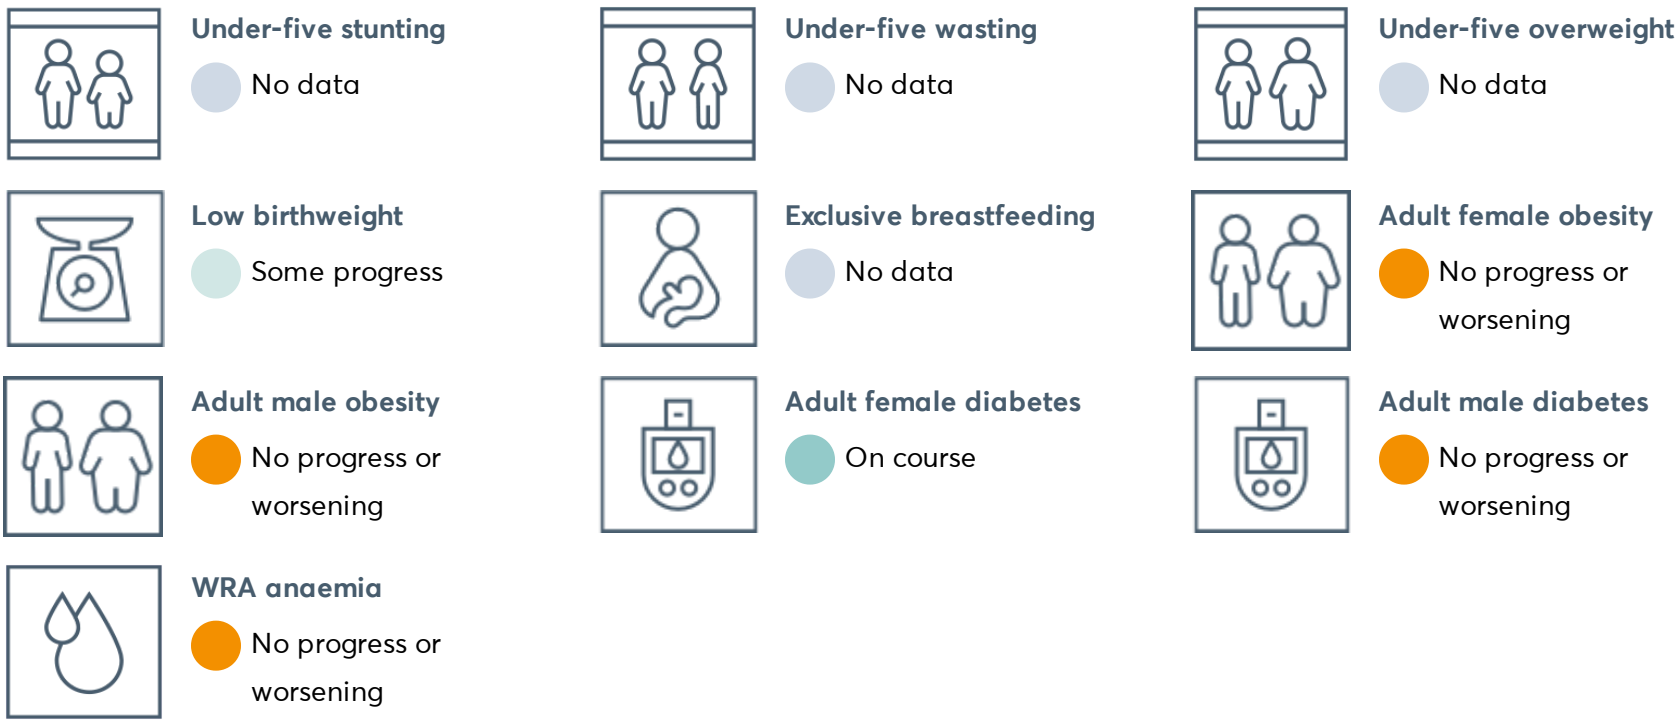 Under-five stunting
No data
Under-five wasting
No data
Under-five overweight
No data
Low birthweight
Some progress
Exclusive breastfeeding
No data
Adult female obesity
No progress or
worsening
Adult male obesity
No progress or
worsening
Adult female diabetes
On course
Adult male diabetes
No progress or
worsening
WRA anaemia
No progress or
worsening